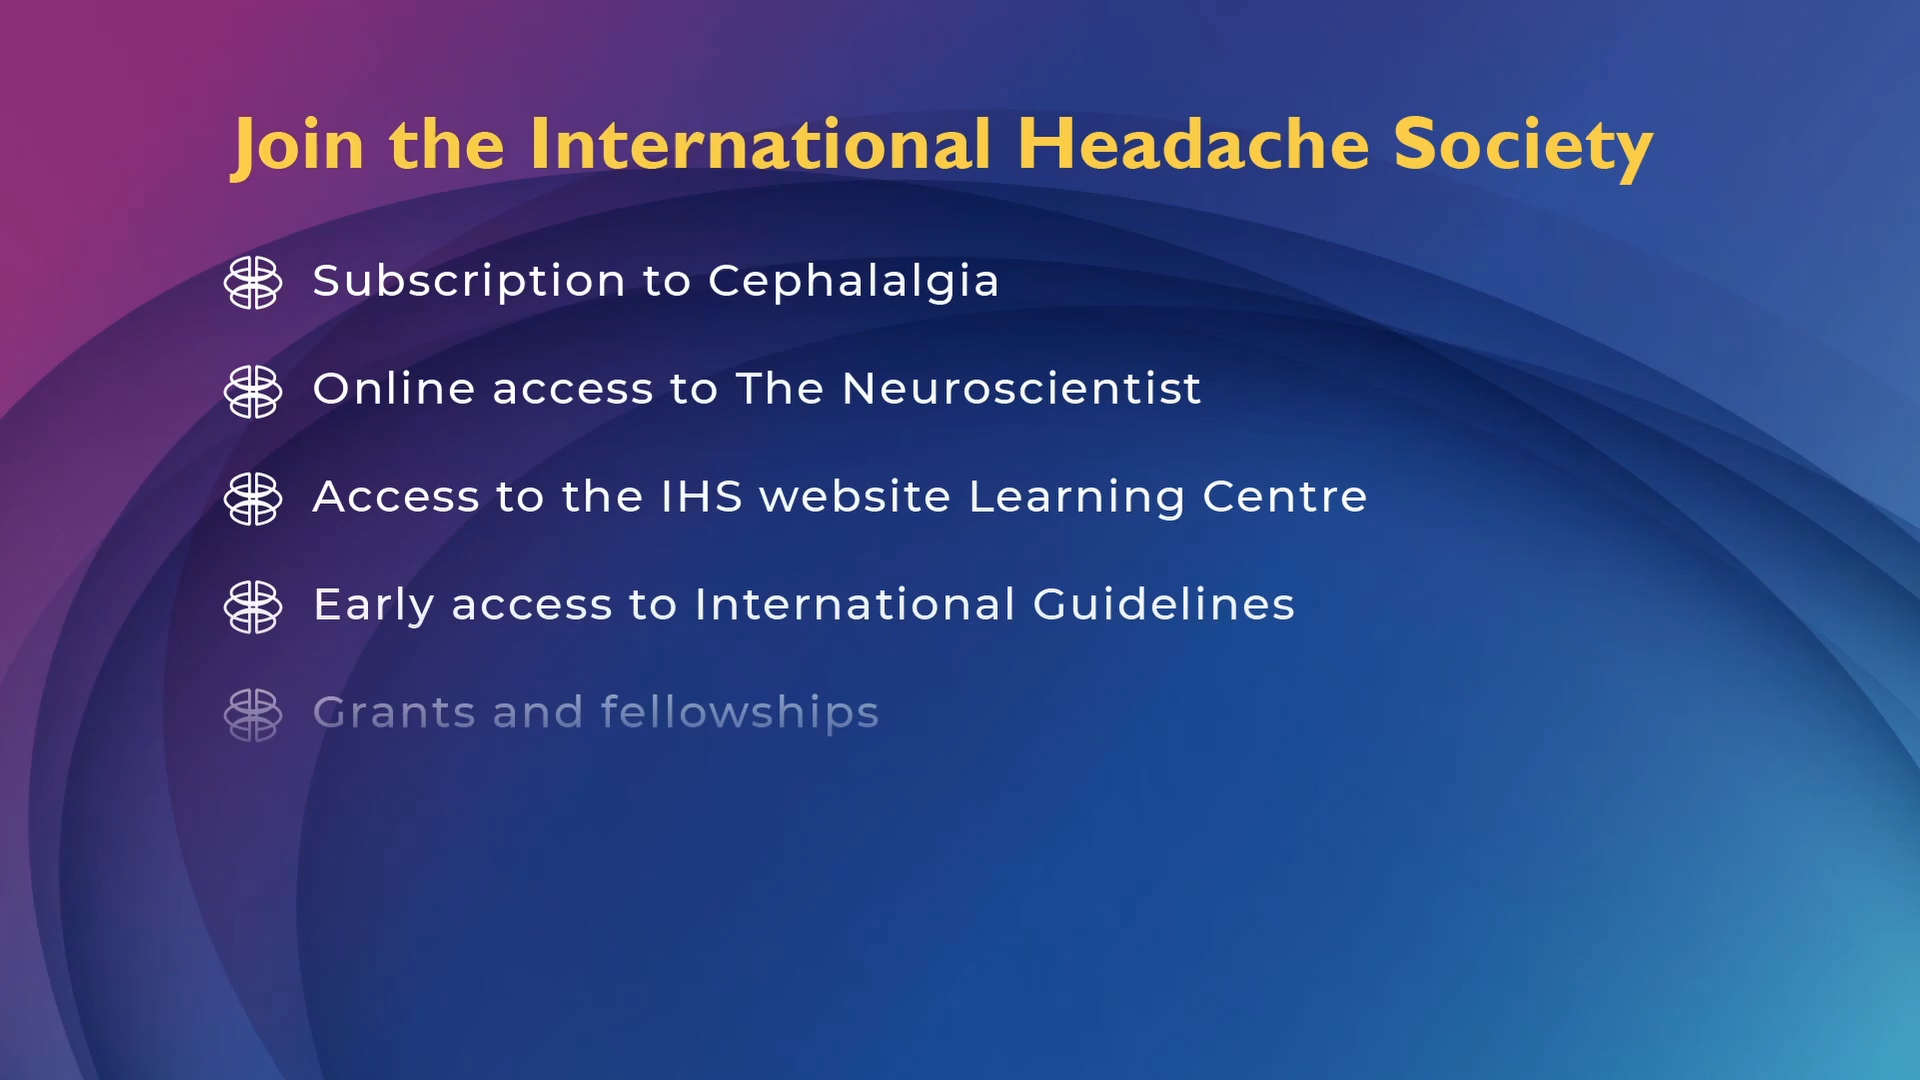 Join the International Headache Society
Subscription to Cephalalgia
Online access to The Neuroscientist
Access to the IHS website Learning Centre
Early access to International Guidelines
Grants and fellowships